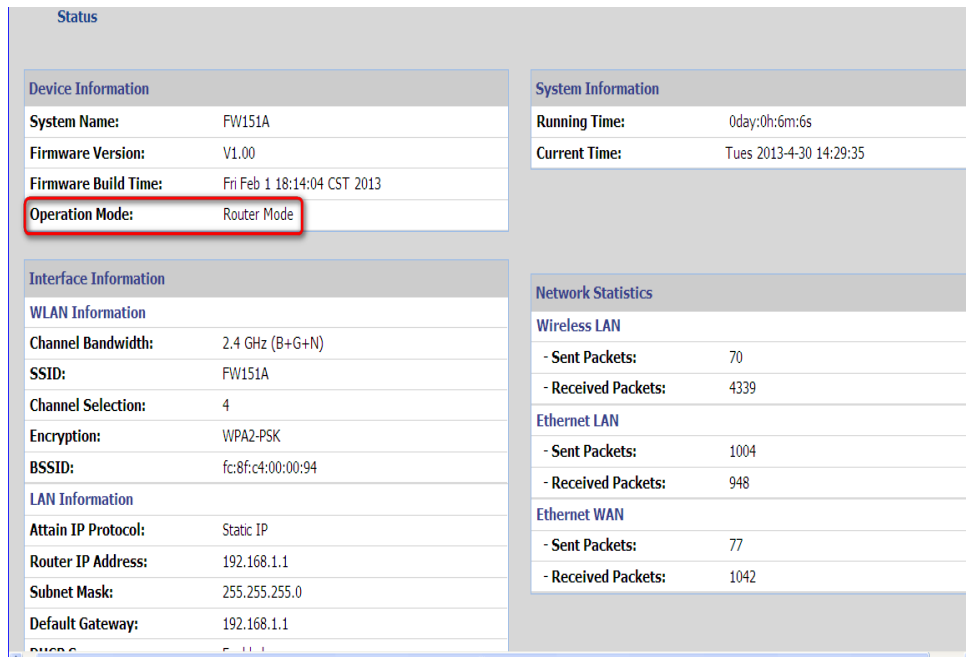 Status
Device Information
System Name: FW151A
Firmware Version: V1.00
Firmware Build Time: Fri Feb 1 18:14:04 CST 2013
Operation Mode: Router Mode
Interface Information
WLAN Information
Channel Bandwidth: 2.4 GHz (B+G+N)
SSID: FW151A
Channel Selection: 4
Encryption: WPA2-PSK
BSSID: fc:8f:c4:00:00:94
LAN Information
Attain IP Protocol: Static IP
Router IP Address: 192.168.1.1
Subnet Mask: 255.255.255.0
Default Gateway: 192.168.1.1
System Information
Running Time: 0day:0h:6m:6s
Current Time: Tues 2013-4-30 14:29:35
Network Statistics
Wireless LAN
- Sent Packets: 70
- Received Packets: 4339
Ethernet LAN
- Sent Packets: 1004
- Received Packets: 948
Ethernet WAN
- Sent Packets: 77
- Received Packets: 1042